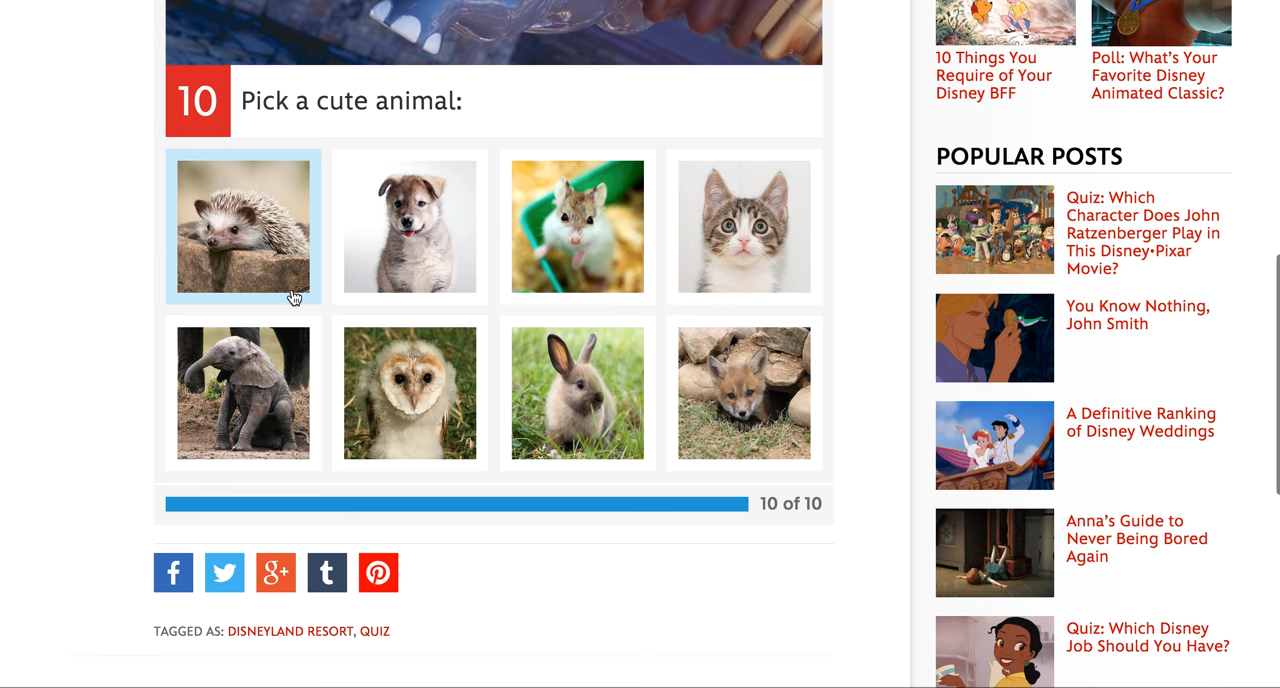 10 Pick a cute animal:
10 of 10
f g+ t
TAGGED AS: DISNEYLAND RESORT, QUIZ
10 Things You
Require of Your
Disney BFF
Poll: What's Your
Favorite Disney
Animated Classic?
POPULAR POSTS
Quiz: Which
Character Does John
Ratzenberger Play in
This Disney•Pixar
Movie?
You Know Nothing,
John Smith
A Definitive Ranking
of Disney Weddings
Anna's Guide to
Never Being Bored
Again
Quiz: Which Disney
Job Should You Have?